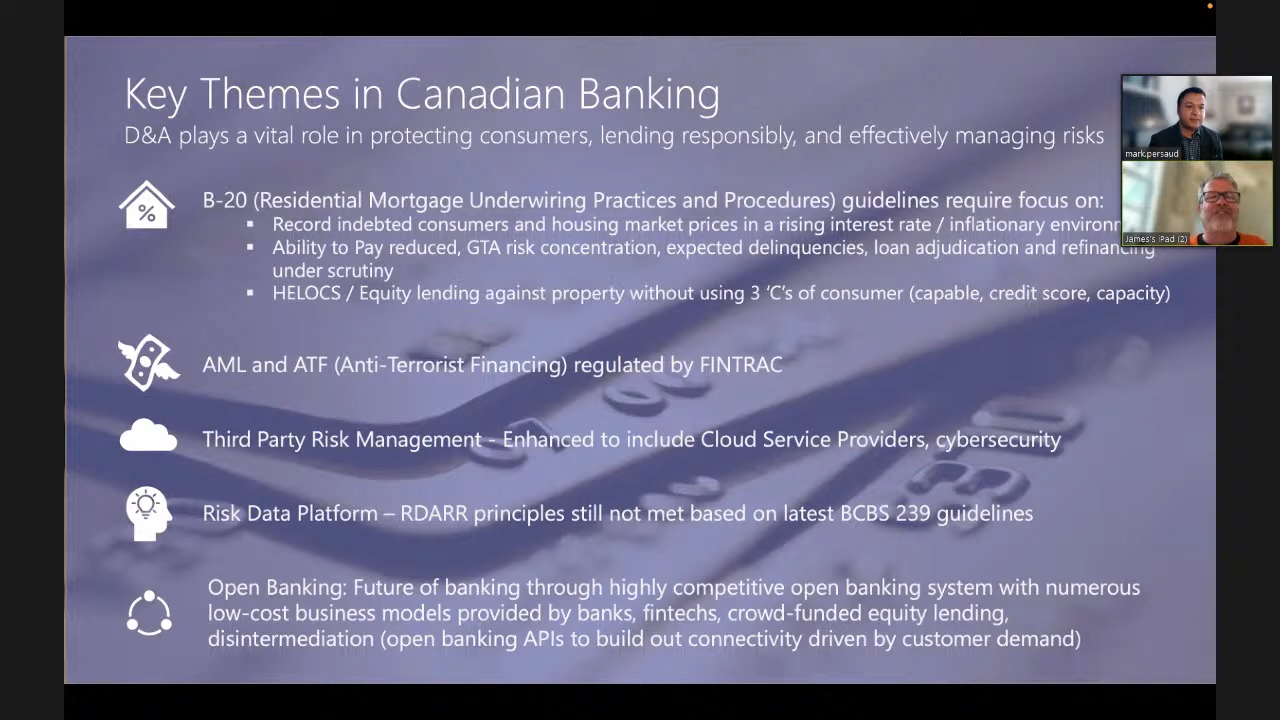 Key Themes in Canadian Banking
D&A plays a vital role in protecting consumers, lending responsibly, and effectively managing risks
B-20 (Residential Mortgage Underwiring Practices and Procedures) guidelines require focus on:
▪ Record indebted consumers and housing market prices in a rising interest rate / inflationary
▪ Ability to Pay reduced, GTA risk concentration, expected delinquencies, loan adjudication and refinancing
under scrutiny
▪ HELOCS / Equity lending against property without using 3 'C's of consumer (capable, credit score, capacity)
AML and ATF (Anti-Terrorist Financing) regulated by FINTRAC
Third Party Risk Management - Enhanced to include Cloud Service Providers, cybersecurity
Risk Data Platform – RDARR principles still not met based on latest BCBS 239 guidelines
Open Banking: Future of banking through highly competitive open banking system with numerous
low-cost business models provided by banks, fintechs, crowd-funded equity lending,
disintermediation (open banking APIs to build out connectivity driven by customer demand)
mark.persaud
James's iPad (2)
%